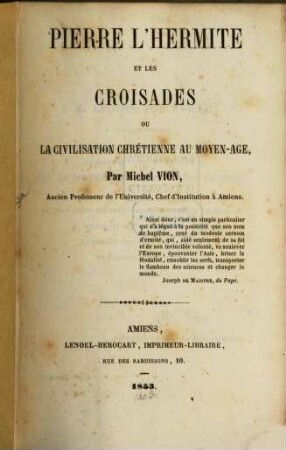 PIERRE L'HERMITE
ET LES
CROISADES
OU
LA CIVILISATION CHRÉTIENNE AU MOYEN-AGE,
Par Michel VION,
Ancien Professeur de l'Université, Chef d'Institution à Amiens.
Ainsi donc, c'est un simple particulier
qui n'a légué à la postérité que son nom
de baptême, orné du modeste surnom
d'ermite, qui, aidé seulement de sa foi
et de son invincible volonté, va soulever
l'Europe, épouvanter l'Asie, briser la
féodalité, ennoblir les serfs, transporter
le flambeau des sciences et changer le
monde.
Joseph DE MAISTRE, du Pape.
AMIENS,
LENOEL-HEROUART, IMPRIMEUR-LIBRAIRE,
RUE DES RABUISSONS, 10.
1853.